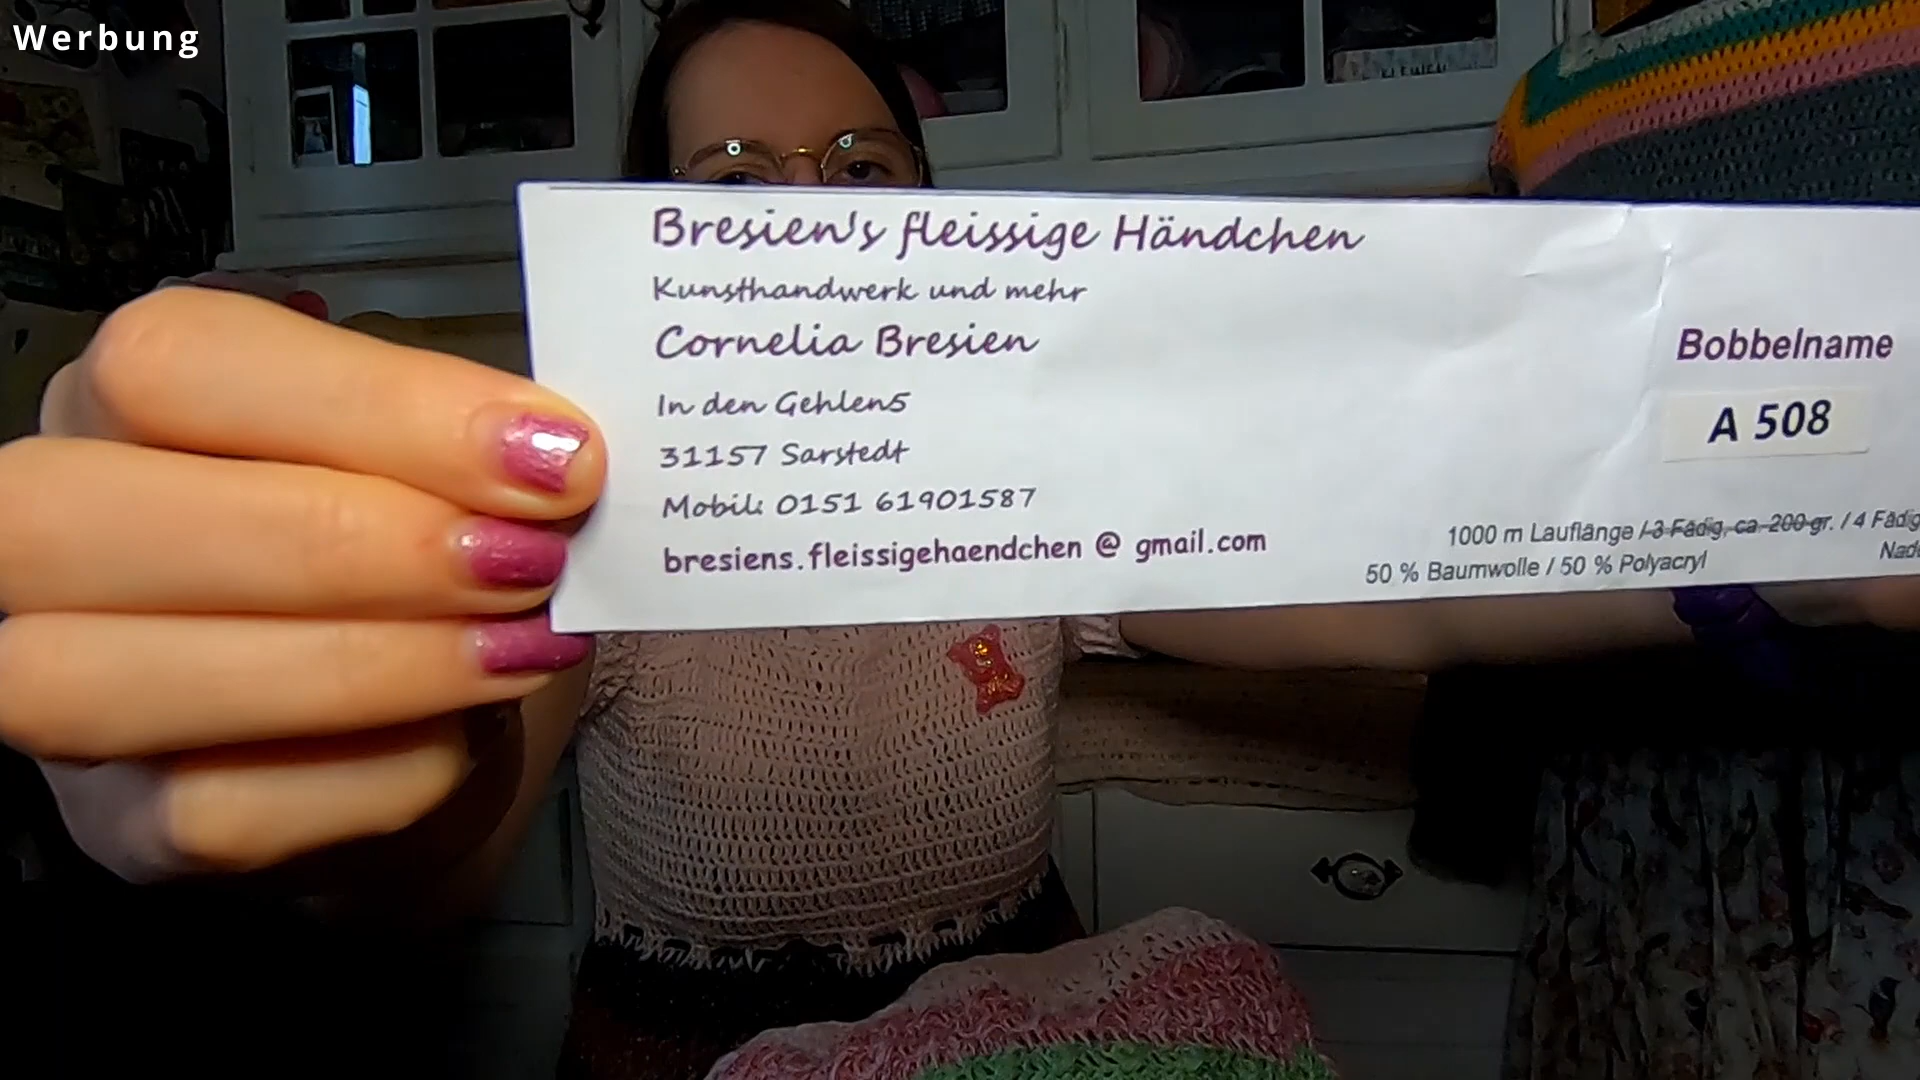 Werbung
Bresien's fleissige Händchen
Kunsthandwerk und mehr
Cornelia Bresien
In den Gehlen5
31157 Sarstedt
Mobil: 0151 61901587
bresiens.fleissigehaendchen @ gmail.com
Bobbelname
A 508
1000 m Lauflänge /-3 Fädig, ca. 200 gr. / 4 Fädig
50 % Baumwolle / 50 % Polyacryl